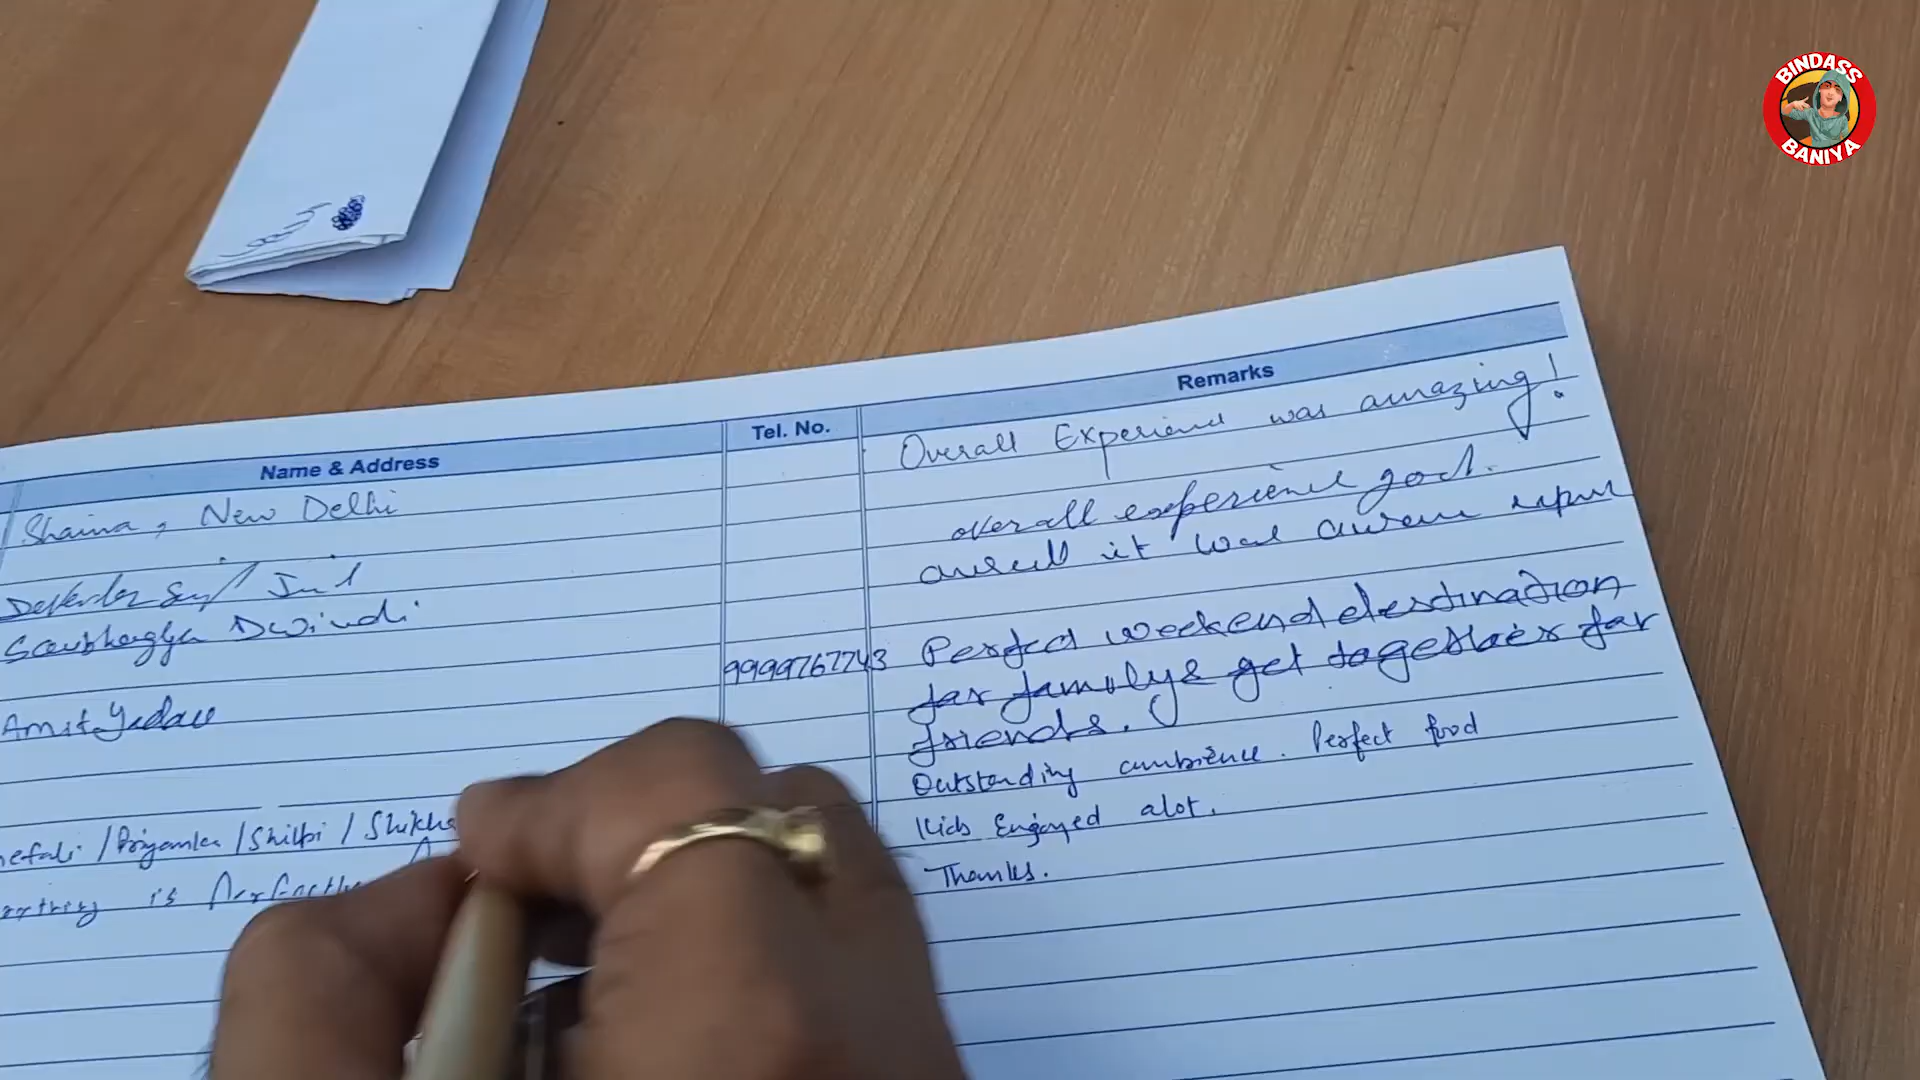 BINDASS
BANIYA
Name & Address
Tel. No.
Remarks
Shaina, New Delhi
Overall Experience was amazing!
overall experience good.
overall it was
Saubhagya Dwivedi
9999767743
Perfect weekend destination
for family & get together for
friends.
Amit Yadav
Outstanding ambience. Perfect food
Kids Enjoyed alot.
Thanks.
/Priyanka/Shilpi/Shikha
is Perfectly